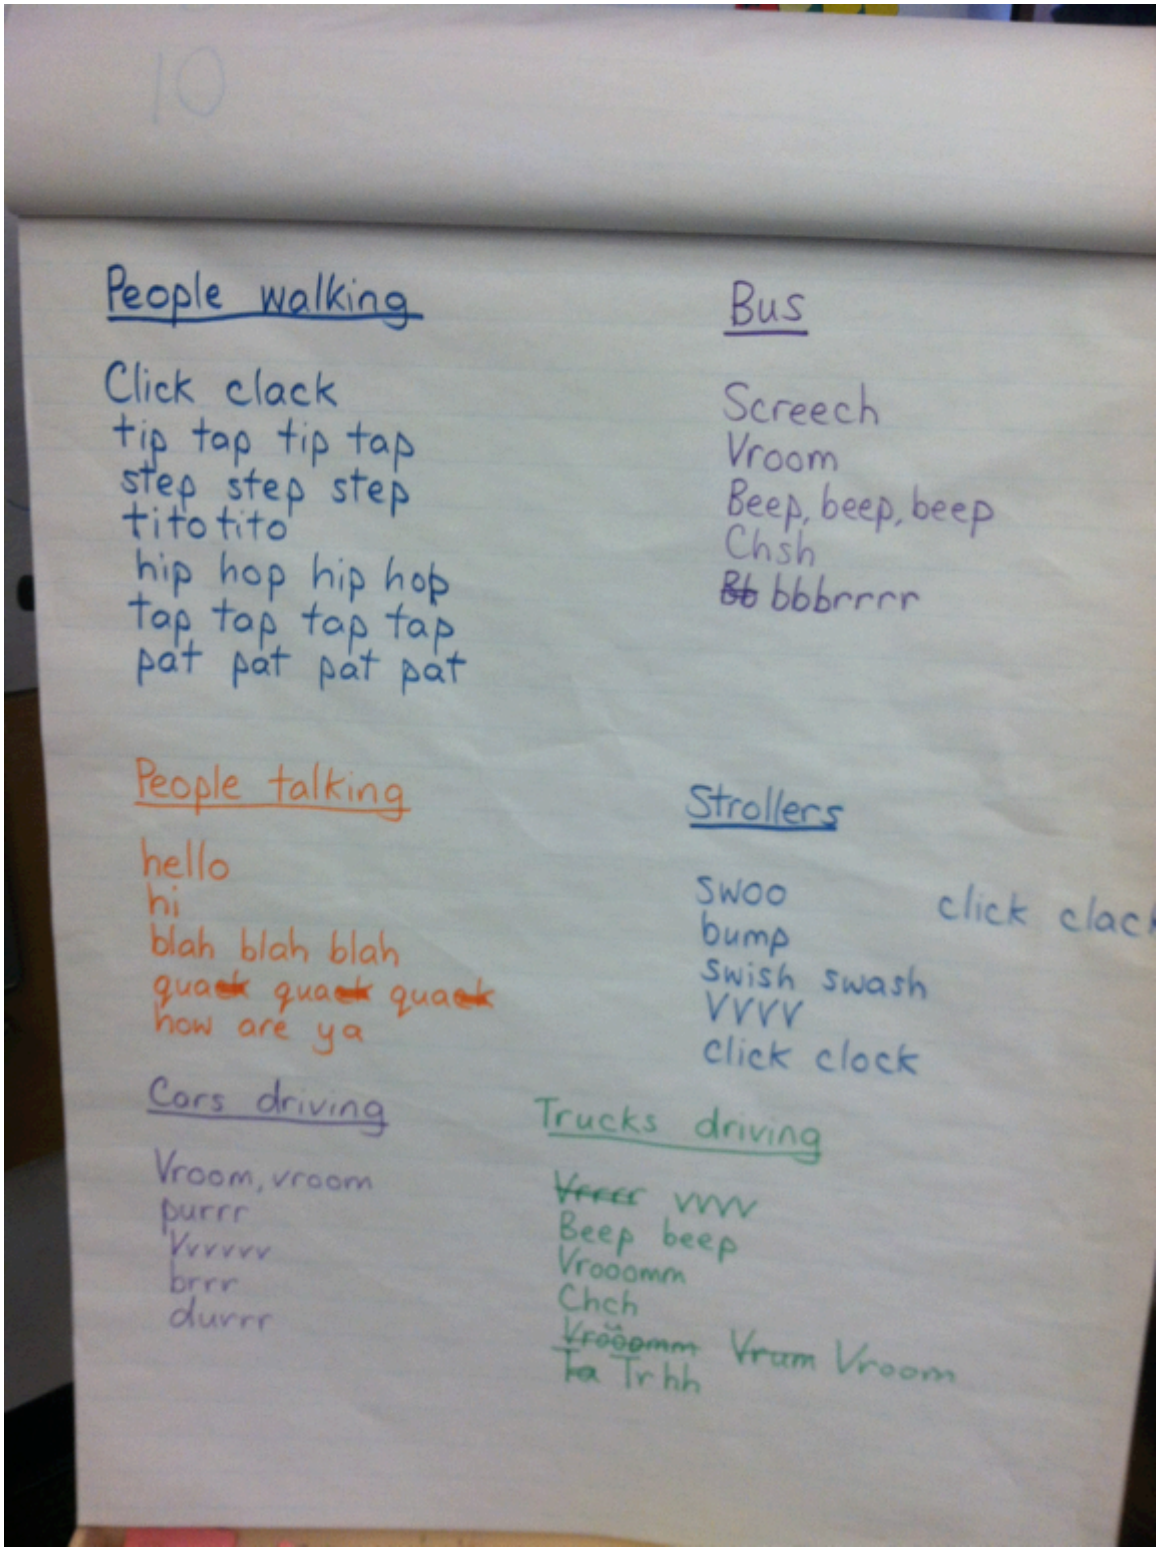 10
People walking
Click clack
tip tap tip tap
step step step
tito tito
hip hop hip hop
tap tap tap tap
pat pat pat pat
Bus
Screech
Vroom
Beep, beep, beep
Chsh
Bb bbbrrrr
People talking
hello
hi
blah blah blah
quack quack quack
how are ya
Strollers
swoo click clack
bump
swish swash
VVVV
click clock
Cars driving
Vroom, vroom
purrr
Vvvvvv
brrr
durrr
Trucks driving
Vrrrr vvvv
Beep beep
Vrooomm
Chch
Vrööomm Vrum Vroom
Ta Trhh